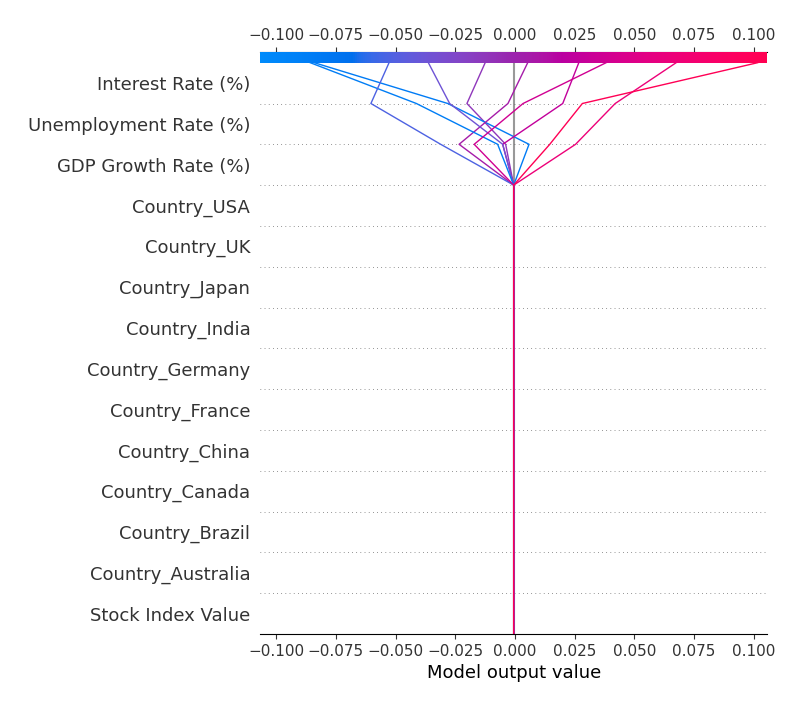 −0.100 −0.075 −0.050 −0.025 0.000 0.025 0.050 0.075 0.100
Interest Rate (%)
Unemployment Rate (%)
GDP Growth Rate (%)
Country_USA
Country_UK
Country_Japan
Country_India
Country_Germany
Country_France
Country_China
Country_Canada
Country_Brazil
Country_Australia
Stock Index Value
−0.100 −0.075 −0.050 −0.025 0.000 0.025 0.050 0.075 0.100
Model output value